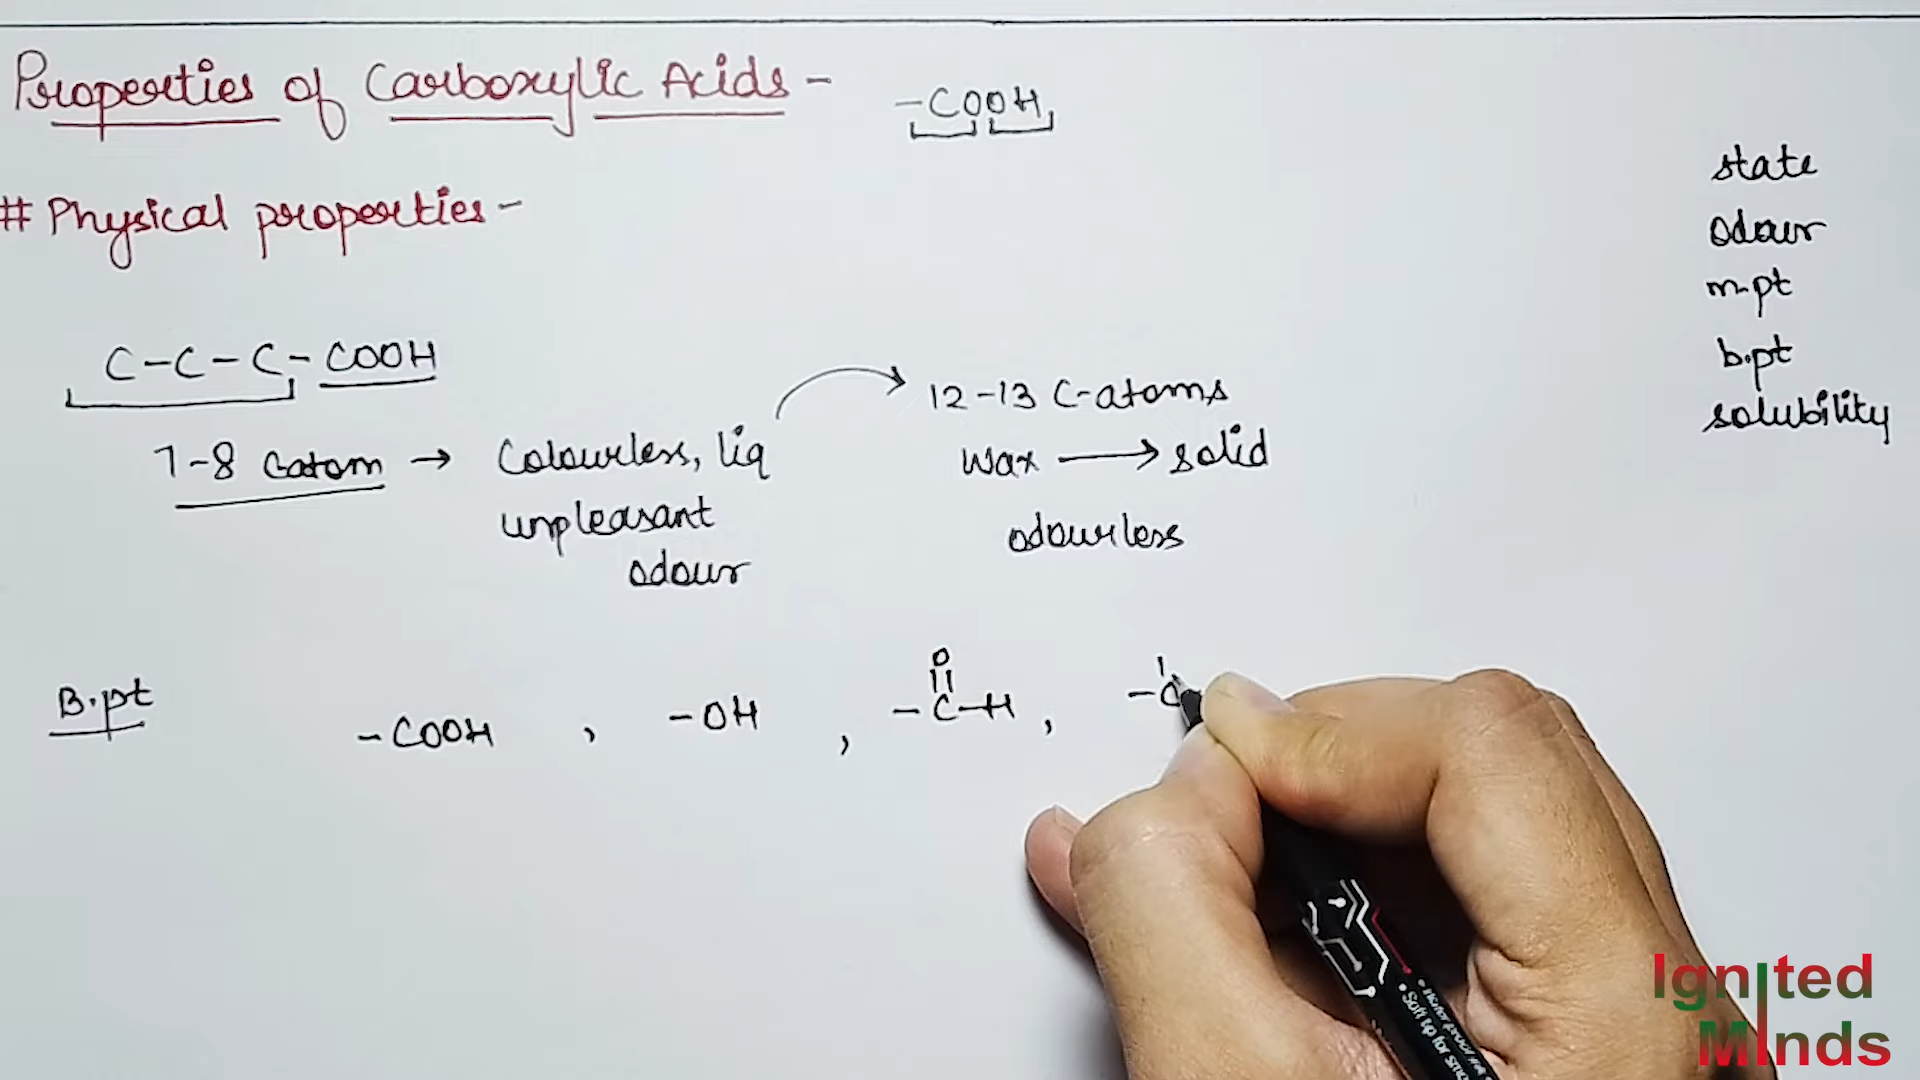 Properties of Carboxylic Acids -
-COOH
# Physical properties -
state
odour
m.pt
b.pt
solubility
C-C-C-COOH
7-8 C atom → Colourless, liq
unpleasant
odour
12-13 C-atoms
Wax → solid
odourless
B.pt
-COOH , -OH , -C-H ,
O
-C
Ignited
Minds